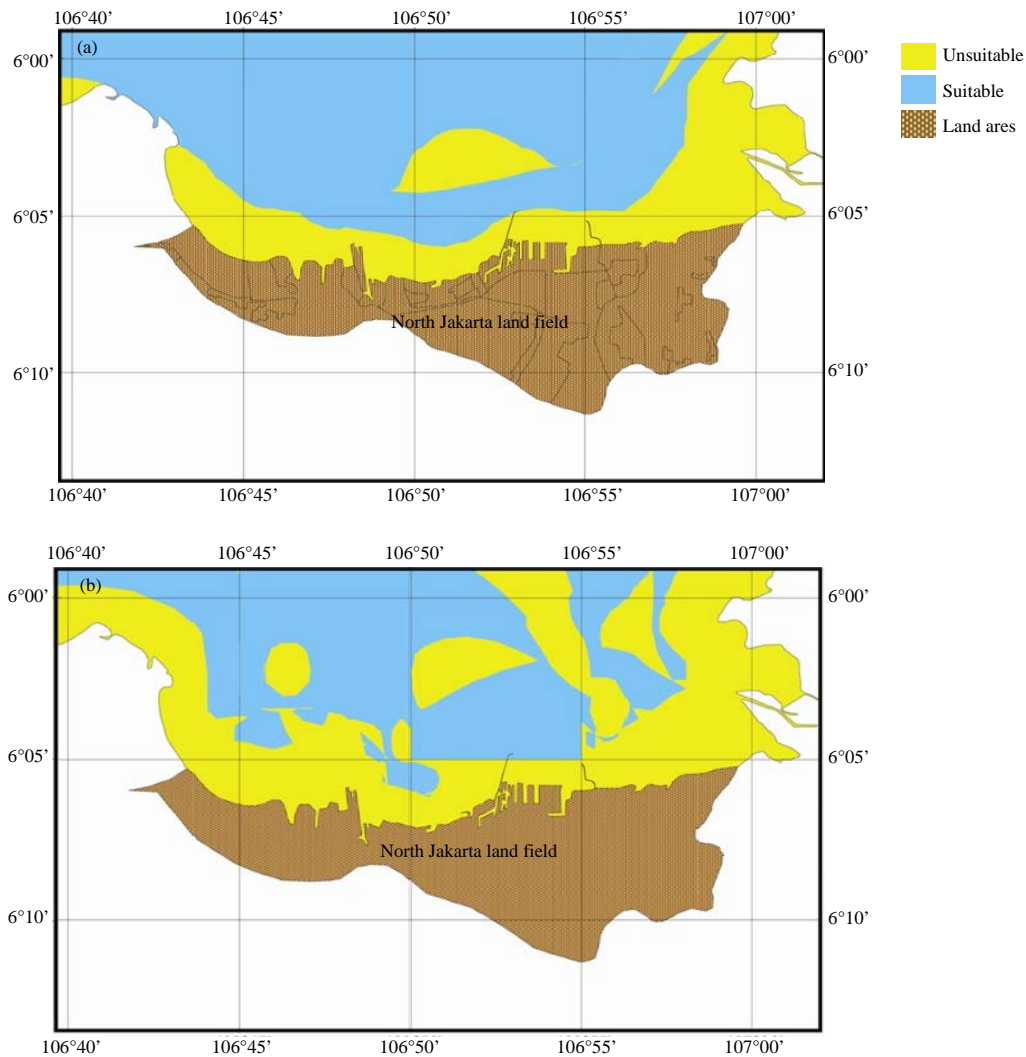 106°40’ 106°45’ 106°50’ 106°55’ 107°00’
(a)
6°00’ 6°00’
Unsuitable
Suitable
Land ares
6°05’ 6°05’
North Jakarta land field
6°10’ 6°10’
106°40’ 106°45’ 106°50’ 106°55’ 107°00’
106°40’ 106°45’ 106°50’ 106°55’ 107°00’
(b)
6°00’ 6°00’
6°05’ 6°05’
North Jakarta land field
6°10’ 6°10’
106°40’ 106°45’ 106°50’ 106°55’ 107°00’